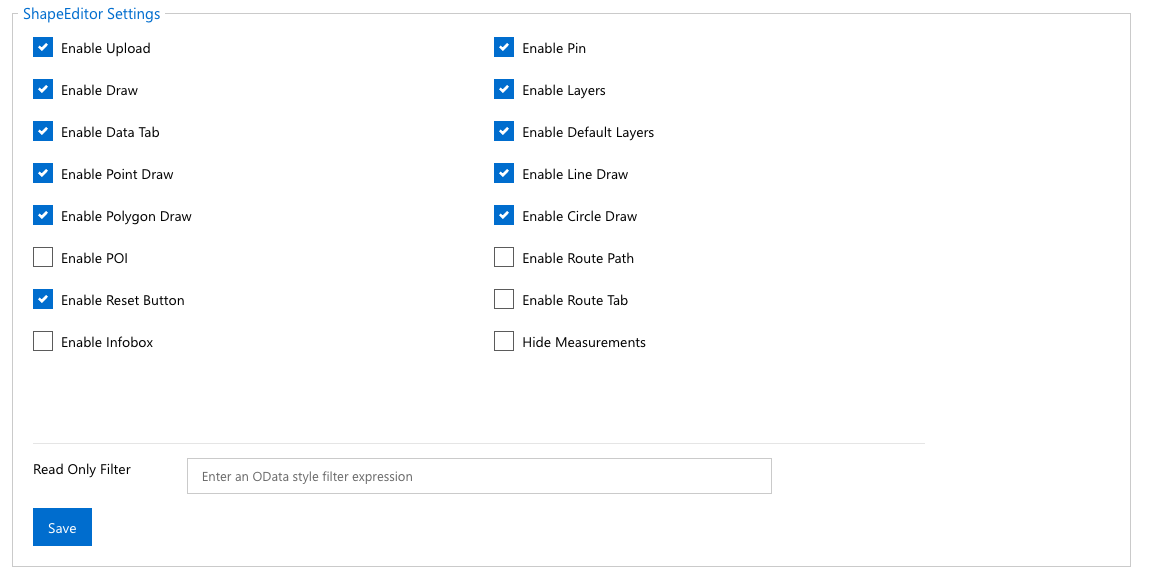 ShapeEditor Settings
Enable Upload
Enable Pin
Enable Draw
Enable Layers
Enable Data Tab
Enable Default Layers
Enable Point Draw
Enable Line Draw
Enable Polygon Draw
Enable Circle Draw
Enable POI
Enable Route Path
Enable Reset Button
Enable Route Tab
Enable Infobox
Hide Measurements
Read Only Filter
Enter an OData style filter expression
Save